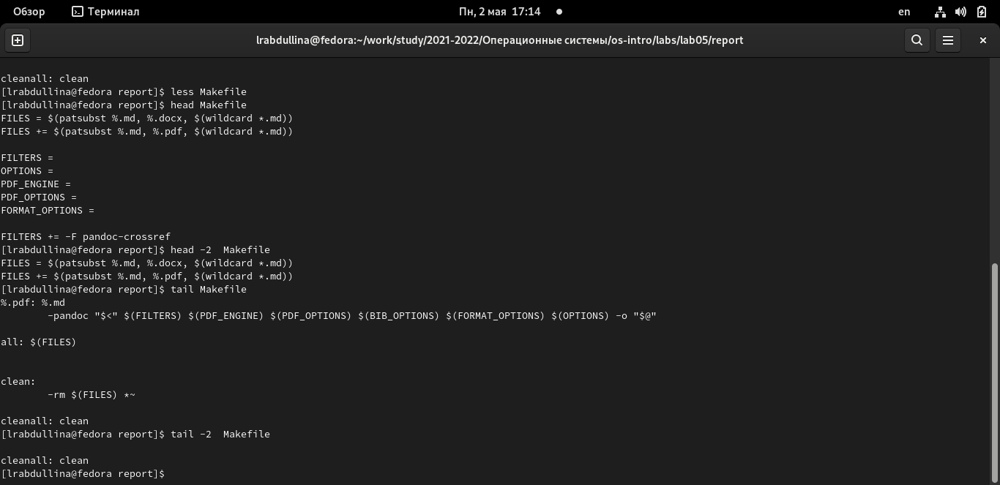 Обзор Терминал Пн, 2 мая 17:14 en
lrabdullina@fedora:~/work/study/2021-2022/Операционные системы/os-intro/labs/lab05/report
cleanall: clean
[lrabdullina@fedora report]$ less Makefile
[lrabdullina@fedora report]$ head Makefile
FILES = $(patsubst %.md, %.docx, $(wildcard *.md))
FILES += $(patsubst %.md, %.pdf, $(wildcard *.md))
FILTERS =
OPTIONS =
PDF_ENGINE =
PDF_OPTIONS =
FORMAT_OPTIONS =
FILTERS += -F pandoc-crossref
[lrabdullina@fedora report]$ head -2  Makefile
FILES = $(patsubst %.md, %.docx, $(wildcard *.md))
FILES += $(patsubst %.md, %.pdf, $(wildcard *.md))
[lrabdullina@fedora report]$ tail Makefile
%.pdf: %.md
        -pandoc "$<" $(FILTERS) $(PDF_ENGINE) $(PDF_OPTIONS) $(BIB_OPTIONS) $(FORMAT_OPTIONS) $(OPTIONS) -o "$@"
all: $(FILES)
clean:
        -rm $(FILES) *~
cleanall: clean
[lrabdullina@fedora report]$ tail -2  Makefile
cleanall: clean
[lrabdullina@fedora report]$